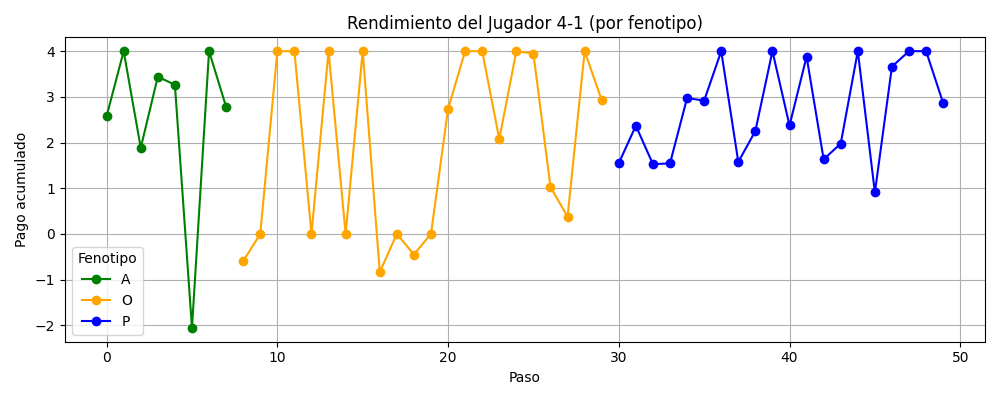 Rendimiento del Jugador 4-1 (por fenotipo)
Pago acumulado
4
3
2
1
0
−1
−2
Fenotipo
A
O
P
0 10 20 30 40 50
Paso